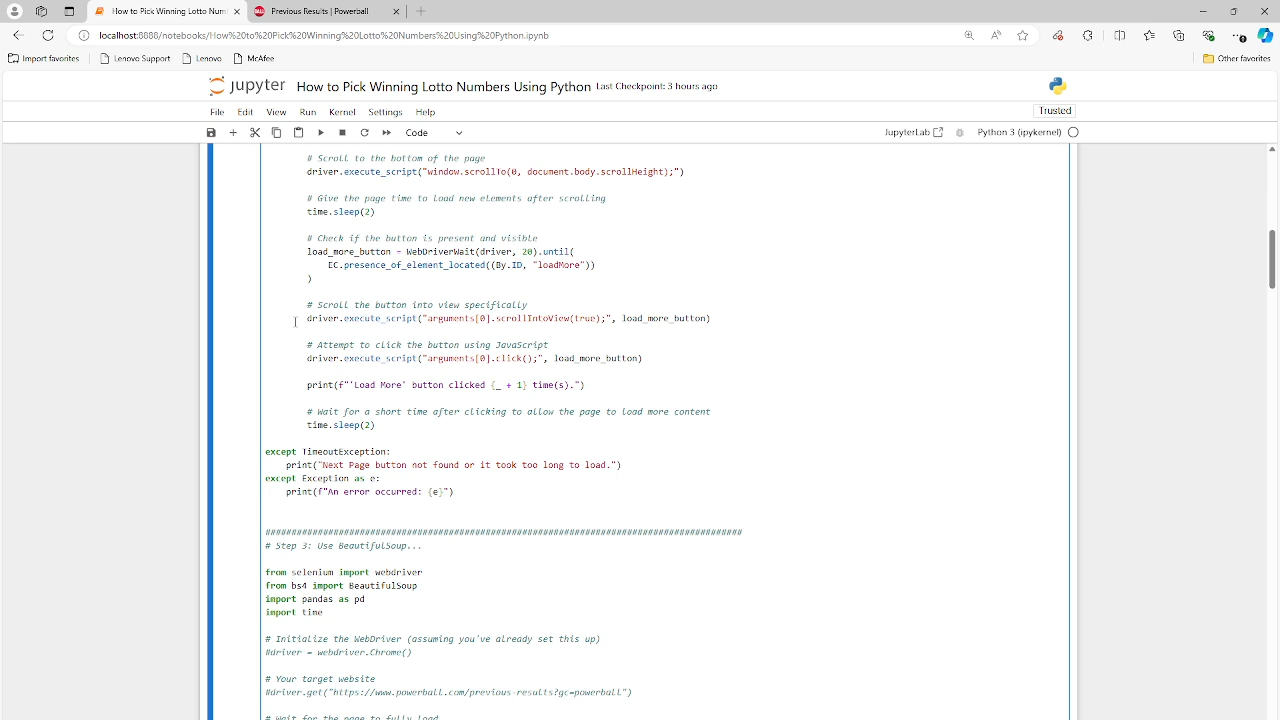 How to Pick Winning Lotto Num
Previous Results | Powerball
localhost:8888/notebooks/How%20to%20Pick%20Winning%20Lotto%20Numbers%20Using%20Python.ipynb
Import favorites
Lenovo Support
Lenovo
McAfee
Other favorites
jupyter How to Pick Winning Lotto Numbers Using Python Last Checkpoint: 3 hours ago
File Edit View Run Kernel Settings Help
Trusted
Code
JupyterLab
Python 3 (ipykernel)
# Scroll to the bottom of the page
driver.execute_script("window.scrollTo(0, document.body.scrollHeight);")
# Give the page time to load new elements after scrolling
time.sleep(2)
# Check if the button is present and visible
load_more_button = WebDriverWait(driver, 20).until(
EC.presence_of_element_located((By.ID, "loadMore"))
)
# Scroll the button into view specifically
driver.execute_script("arguments[0].scrollIntoView(true);", load_more_button)
# Attempt to click the button using JavaScript
driver.execute_script("arguments[0].click();", load_more_button)
print(f"'Load More' button clicked {_ + 1} time(s).")
# Wait for a short time after clicking to allow the page to load more content
time.sleep(2)
except TimeoutException:
print("Next Page button not found or it took too long to load.")
except Exception as e:
print(f"An error occurred: {e}")
###########################################################################################
# Step 3: Use BeautifulSoup...
from selenium import webdriver
from bs4 import BeautifulSoup
import pandas as pd
import time
# Initialize the WebDriver (assuming you've already set this up)
#driver = webdriver.Chrome()
# Your target website
#driver.get("https://www.powerball.com/previous-results?gc=powerball")
# Wait for the page to fully load